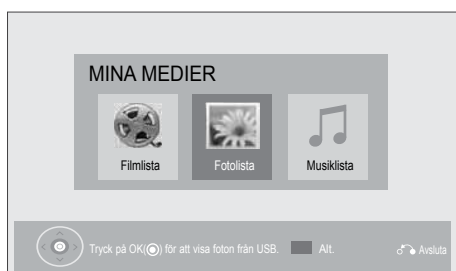 MINA MEDIER
Filmlista
Fotolista
Musiklista
Tryck på OK(◉) för att visa foton från USB.
Alt.
Avsluta